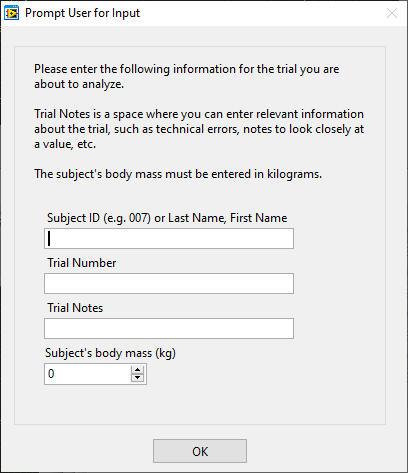 Prompt User for Input
Please enter the following information for the trial you are
about to analyze.
Trial Notes is a space where you can enter relevant information
about the trial, such as technical errors, notes to look closely at
a value, etc.
The subject's body mass must be entered in kilograms.
Subject ID (e.g. 007) or Last Name, First Name
Trial Number
Trial Notes
Subject's body mass (kg)
0
OK